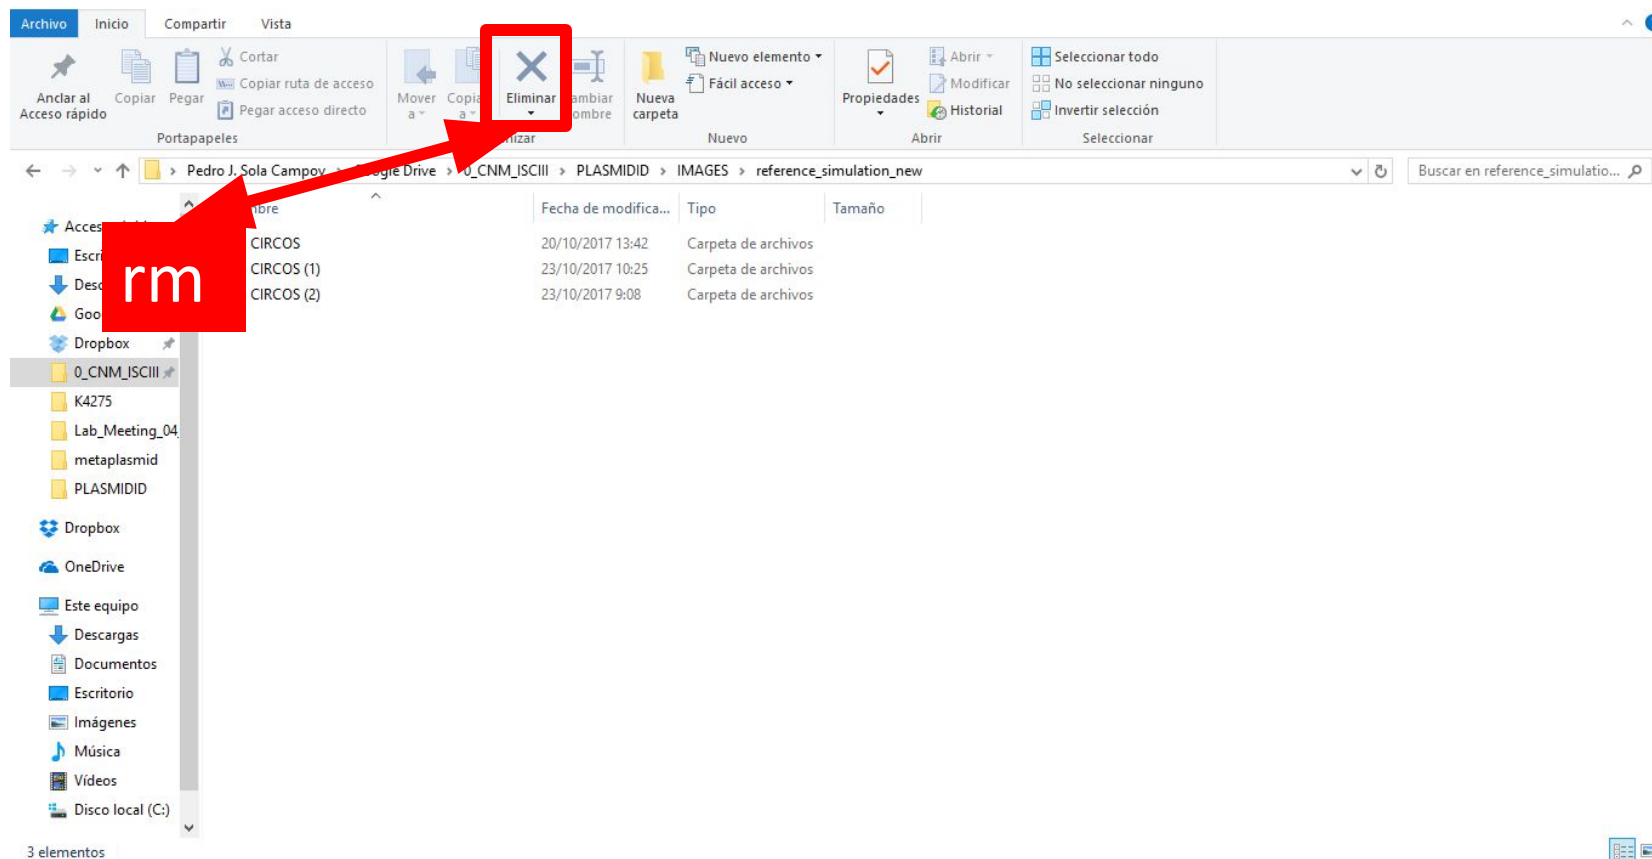 Archivo Inicio Compartir Vista
Anclar al Acceso rápido
Copiar
Pegar
Cortar
Copiar ruta de acceso
Pegar acceso directo
Portapapeles
Mover a
Eliminar
Nueva carpeta
Nuevo elemento
Fácil acceso
Nuevo
Propiedades
Abrir
Modificar
Historial
Abrir
Seleccionar todo
No seleccionar ninguno
Invertir selección
Seleccionar
Pedro J. Sola Campoy > Drive > 0_CNM_ISCIII > PLASMIDID > IMAGES > reference_simulation_new
Buscar en reference_simulatio...
Fecha de modifica... Tipo Tamaño
CIRCOS 20/10/2017 13:42 Carpeta de archivos
CIRCOS (1) 23/10/2017 10:25 Carpeta de archivos
CIRCOS (2) 23/10/2017 9:08 Carpeta de archivos
rm
Dropbox
0_CNM_ISCIII
K4275
Lab_Meeting_04_
metaplasmid
PLASMIDID
Dropbox
OneDrive
Este equipo
Descargas
Documentos
Escritorio
Imágenes
Música
Vídeos
Disco local (C:)
3 elementos